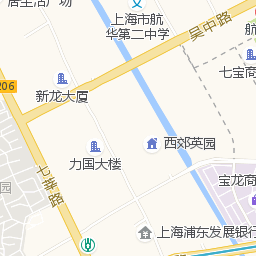 居生活广场
上海市航
华第二中学
吴中路
航
七宝商
206
新龙大厦
西郊英园
力国大楼
七莘路
园
宝龙商
上海浦东发展银行